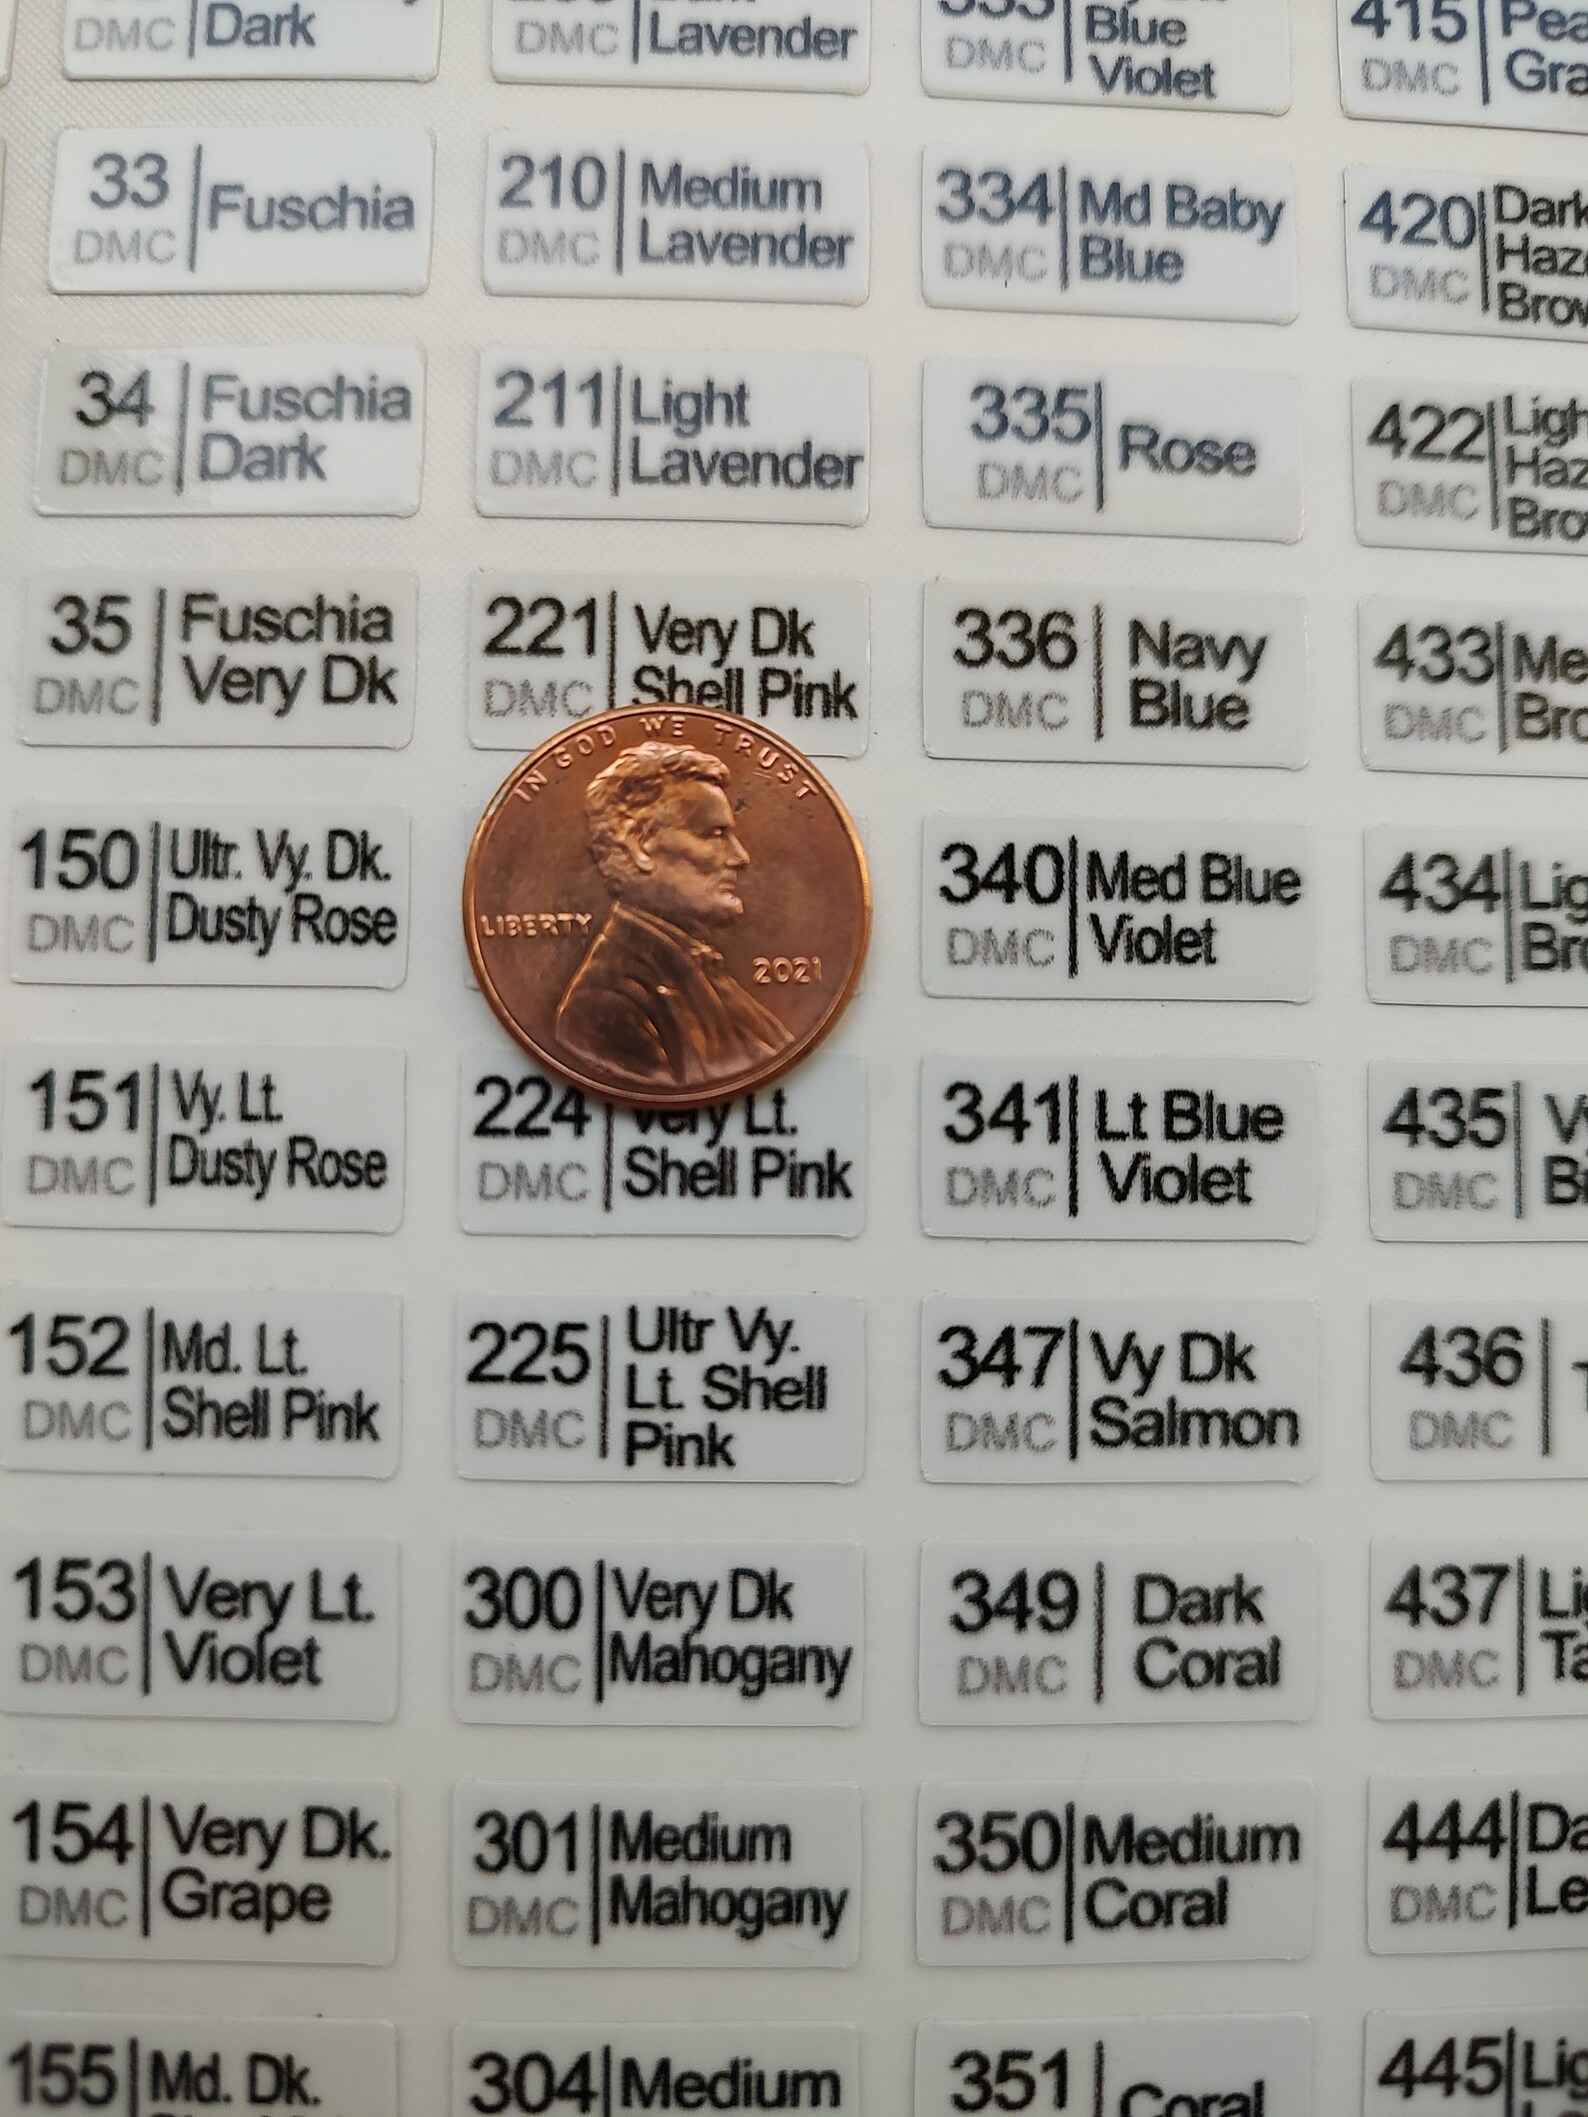 DMC Dark
DMC Lavender
333
DMC Blue
Violet
415
DMC
33
DMC Fuschia
210
DMC Medium
Lavender
334
DMC Md Baby
Blue
420
DMC
34
DMC Fuschia
Dark
211
DMC Light
Lavender
335
DMC Rose
422
DMC
35
DMC Fuschia
Very Dk
221
DMC Very Dk
Shell Pink
336
DMC Navy
Blue
433
DMC
150
DMC Ultr. Vy. Dk.
Dusty Rose
IN GOD WE TRUST
LIBERTY
2021
340
DMC Med Blue
Violet
434
DMC
151
DMC Vy. Lt.
Dusty Rose
224
DMC Very Lt.
Shell Pink
341
DMC Lt Blue
Violet
435
DMC
152
DMC Md. Lt.
Shell Pink
225
DMC Ultr Vy.
Lt. Shell
Pink
347
DMC Vy Dk
Salmon
436
DMC
153
DMC Very Lt.
Violet
300
DMC Very Dk
Mahogany
349
DMC Dark
Coral
437
DMC
154
DMC Very Dk.
Grape
301
DMC Medium
Mahogany
350
DMC Medium
Coral
444
DMC
155 Md. Dk.
304 Medium
351 Coral
445